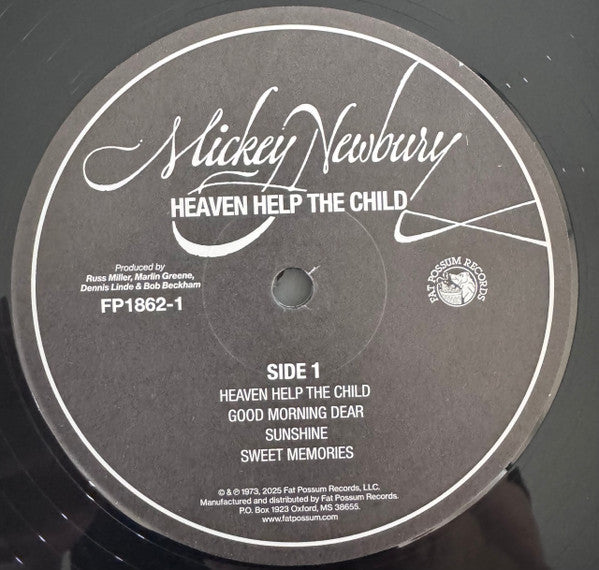 Mickey Newbury
HEAVEN HELP THE CHILD
Produced by
Russ Miller, Marlin Greene,
Dennis Linde & Bob Beckham
FP1862-1
FAT POSSUM RECORDS
SIDE 1
HEAVEN HELP THE CHILD
GOOD MORNING DEAR
SUNSHINE
SWEET MEMORIES
© & ℗ 1973, 2025 Fat Possum Records, LLC.
Manufactured and distributed by Fat Possum Records.
P.O. Box 1923 Oxford, MS 38655.
www.fatpossum.com